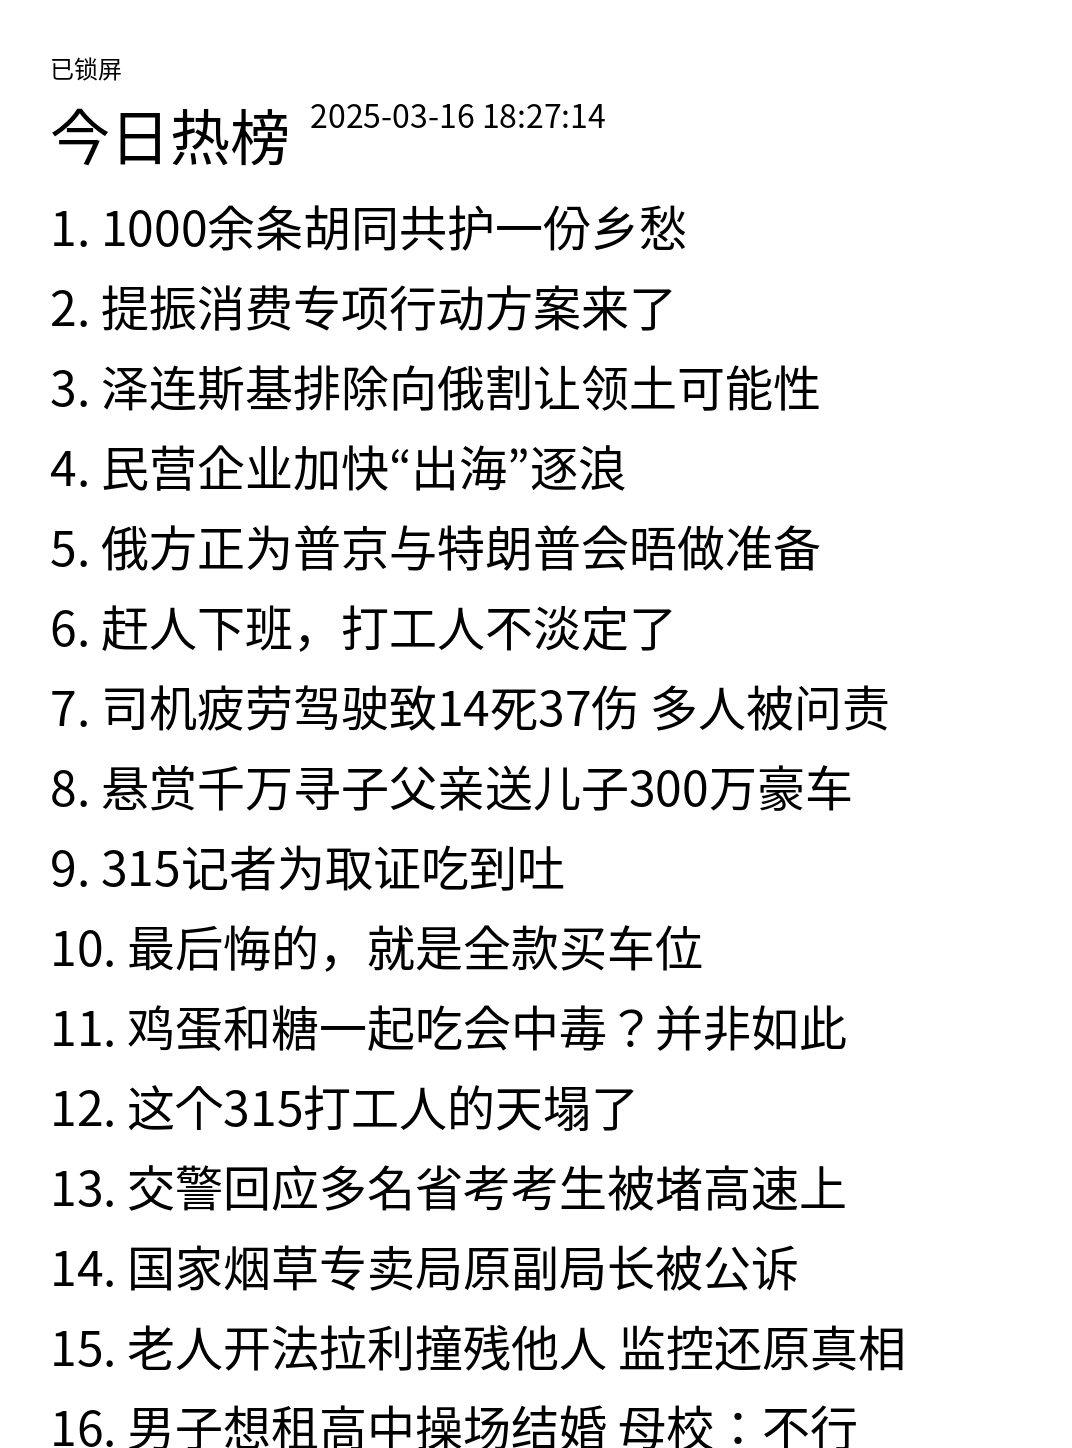 已锁屏
今日热榜 2025-03-16 18:27:14
1. 1000余条胡同共护一份乡愁
2. 提振消费专项行动方案来了
3. 泽连斯基排除向俄割让领土可能性
4. 民营企业加快“出海”逐浪
5. 俄方正为普京与特朗普会晤做准备
6. 赶人下班，打工人不淡定了
7. 司机疲劳驾驶致14死37伤 多人被问责
8. 悬赏千万寻子父亲送儿子300万豪车
9. 315记者为取证吃到吐
10. 最后悔的，就是全款买车位
11. 鸡蛋和糖一起吃会中毒？并非如此
12. 这个315打工人的天塌了
13. 交警回应多名省考考生被堵高速上
14. 国家烟草专卖局原副局长被公诉
15. 老人开法拉利撞残他人 监控还原真相
16. 男子想租高中操场结婚 母校：不行